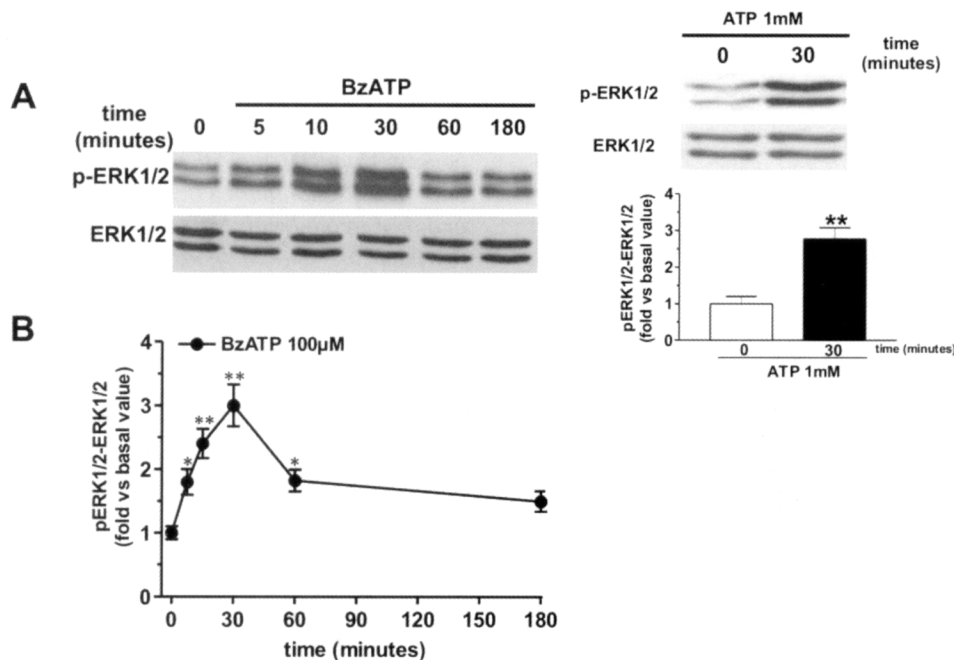 A
BzATP
time
(minutes)
0 5 10 30 60 180
p-ERK1/2
ERK1/2
ATP 1mM
0 30
time
(minutes)
p-ERK1/2
ERK1/2
pERK1/2-ERK1/2
(fold vs basal value)
4
3
2
1
0
**
0 30 time (minutes)
ATP 1mM
B
BzATP 100µM
pERK1/2-ERK1/2
(fold vs basal value)
4
3
2
1
0
*
**
**
*
0 30 60 90 120 150 180
time (minutes)